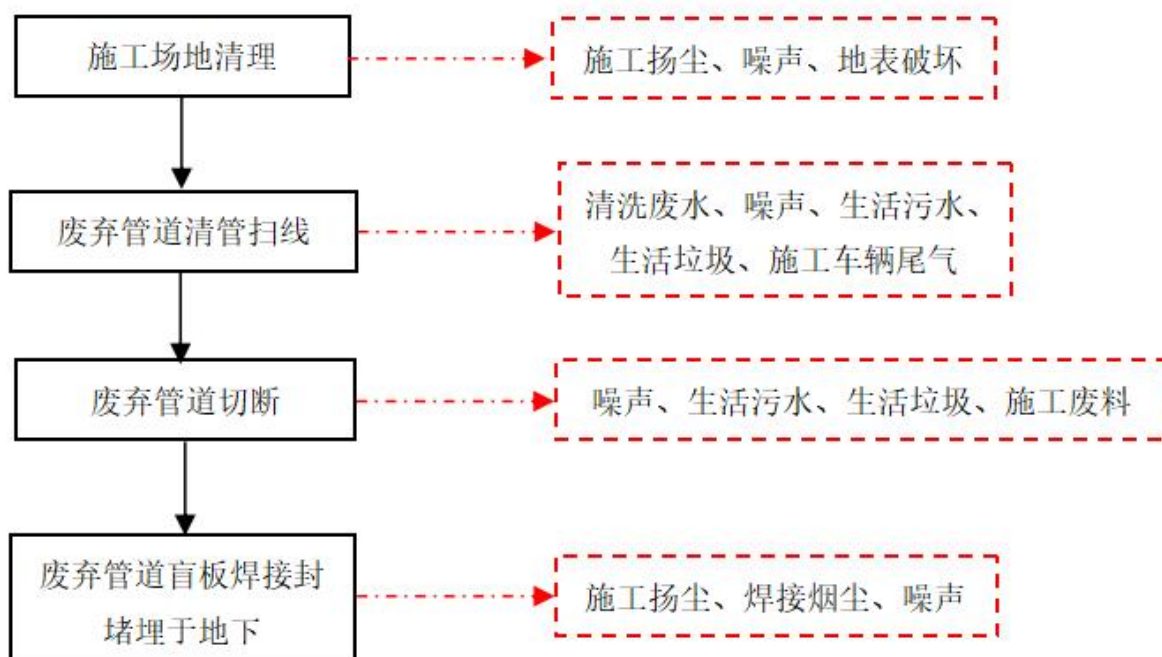 施工场地清理
施工扬尘、噪声、地表破坏
废弃管道清管扫线
清洗废水、噪声、生活污水、
生活垃圾、施工车辆尾气
废弃管道切断
噪声、生活污水、生活垃圾、施工废料
废弃管道盲板焊接封
堵埋于地下
施工扬尘、焊接烟尘、噪声